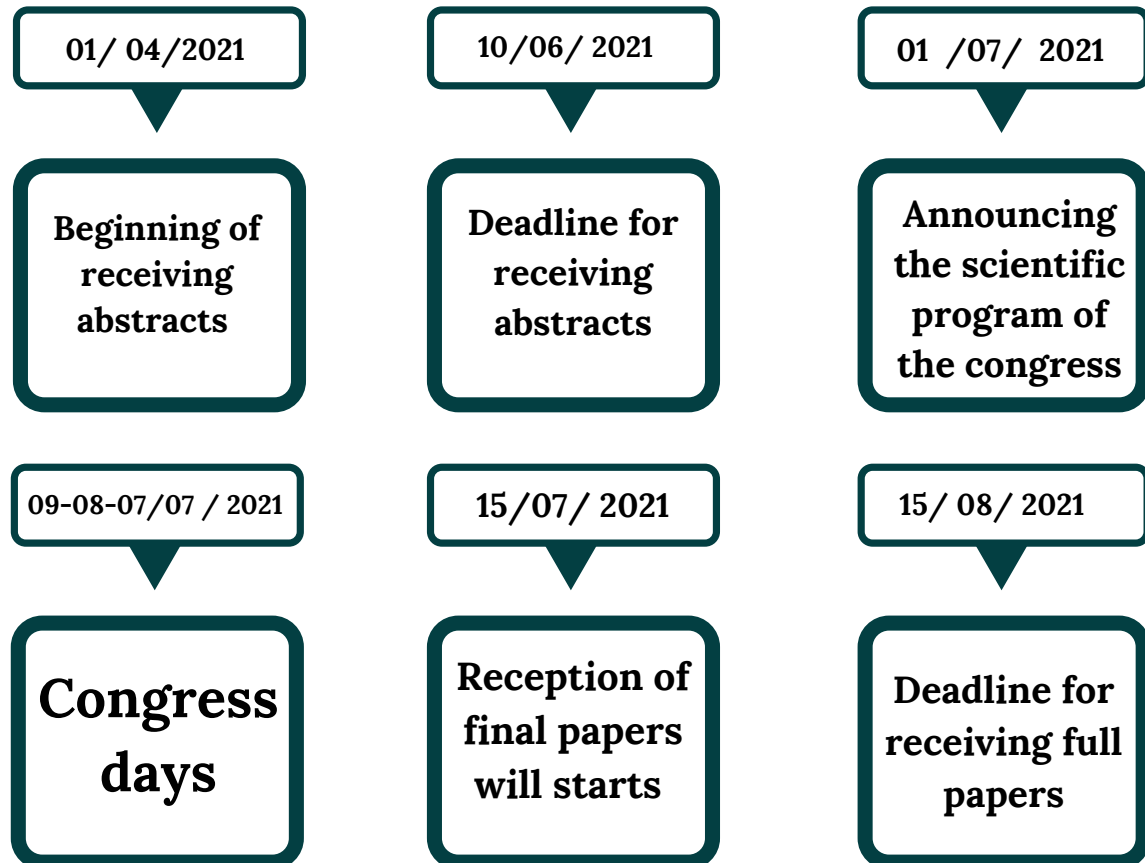 01/ 04/2021
Beginning of
receiving
abstracts
10/06/ 2021
Deadline for
receiving
abstracts
01 /07/ 2021
Announcing
the scientific
program of
the congress
09-08-07/07 / 2021
Congress
days
15/07/ 2021
Reception of
final papers
will starts
15/ 08/ 2021
Deadline for
receiving full
papers